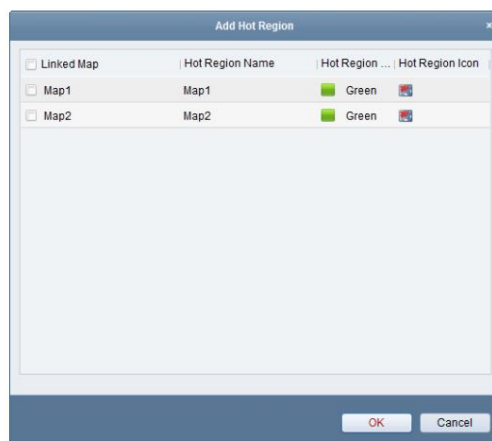 Add Hot Region ×
Linked Map Hot Region Name Hot Region ... Hot Region Icon
Map1 Map1 Green
Map2 Map2 Green
OK Cancel